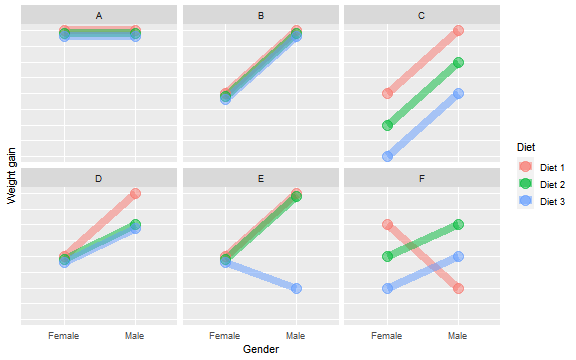 A
B
C
D
E
F
Weight gain
Female
Male
Female
Male
Female
Male
Gender
Diet
Diet 1
Diet 2
Diet 3